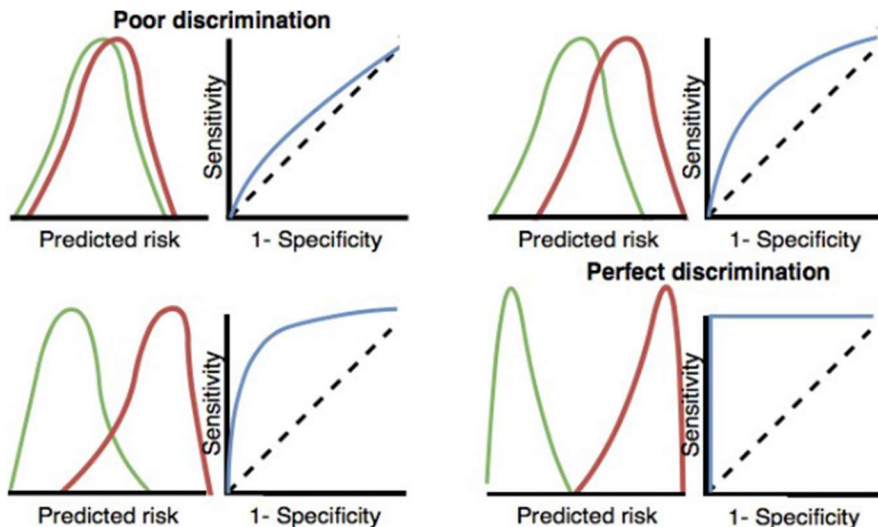 Poor discrimination
Sensitivity
Predicted risk
1- Specificity
Sensitivity
Predicted risk
1- Specificity
Perfect discrimination
Sensitivity
Predicted risk
1- Specificity
Sensitivity
Predicted risk
1- Specificity